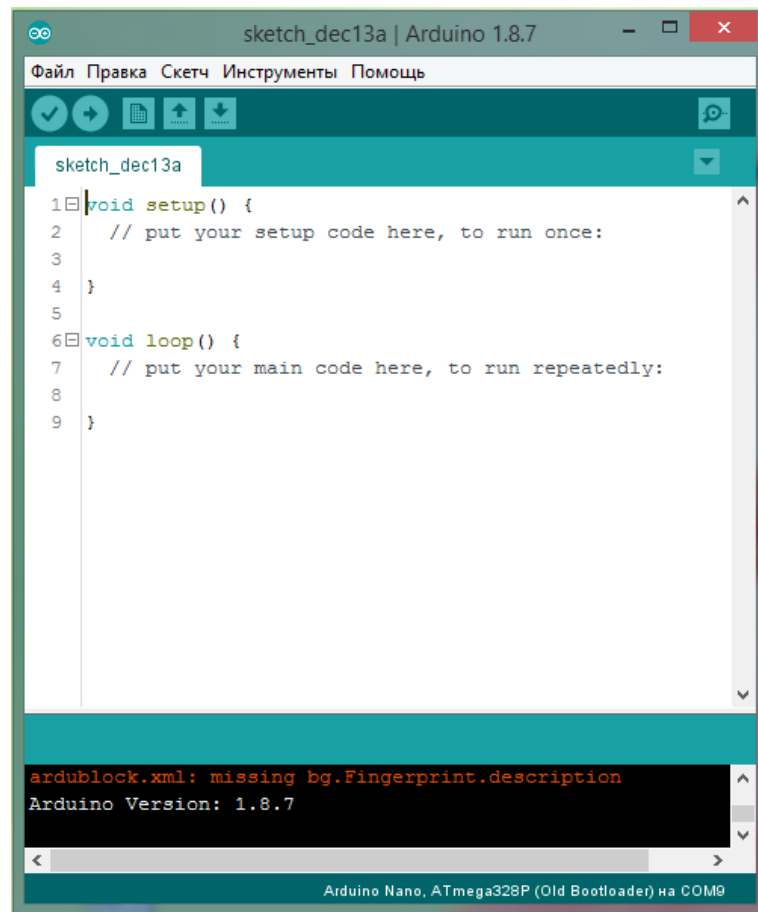 sketch_dec13a | Arduino 1.8.7
Файл Правка Скетч Инструменты Помощь
sketch_dec13a
1 void setup() {
2 // put your setup code here, to run once:
3
4 }
5
6 void loop() {
7 // put your main code here, to run repeatedly:
8
9 }
ardublock.xml: missing bg.Fingerprint.description
Arduino Version: 1.8.7
Arduino Nano, ATmega328P (Old Bootloader) на COM9